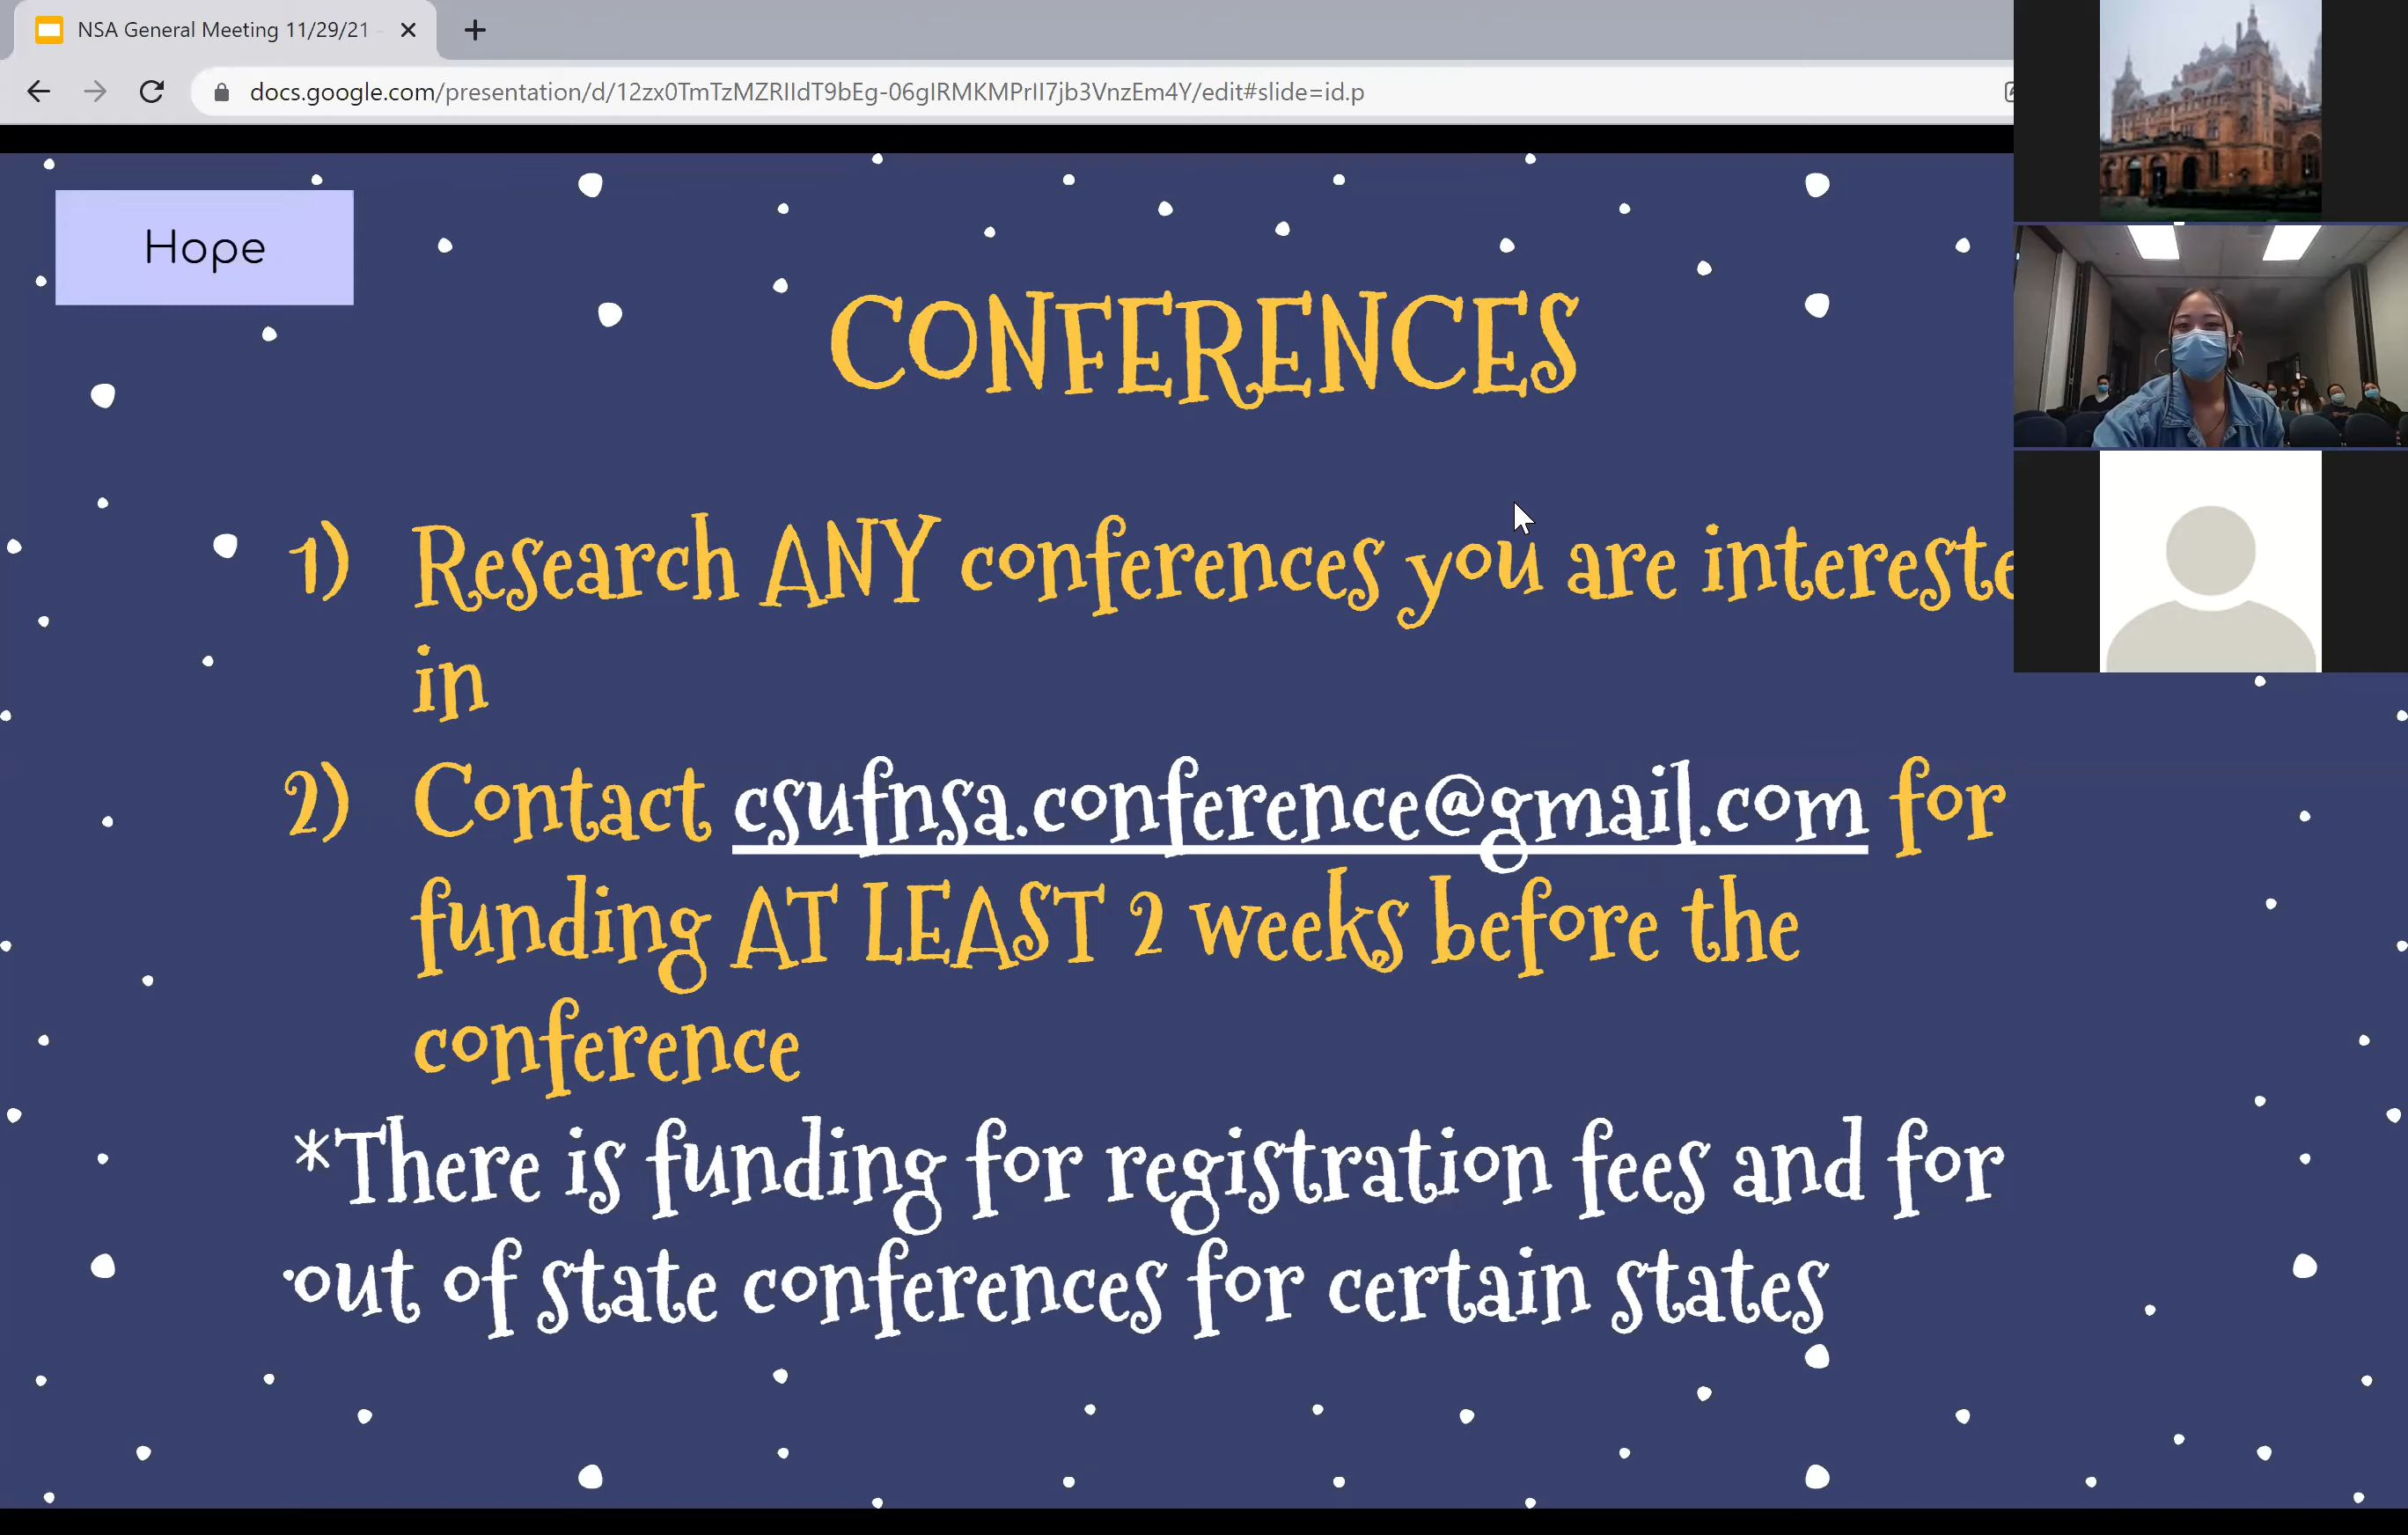 NSA General Meeting 11/29/21 -
docs.google.com/presentation/d/12zx0TmTzMZRIIdT9bEg-06gIRMKMPrII7jb3VnzEm4Y/edit#slide=id.p
Hope
CONFERENCES
1) Research ANY conferences you are intereste
in
2) Contact csufnsa.conference@gmail.com for
funding AT LEAST 2 weeks before the
conference
*There is funding for registration fees and for
out of state conferences for certain states